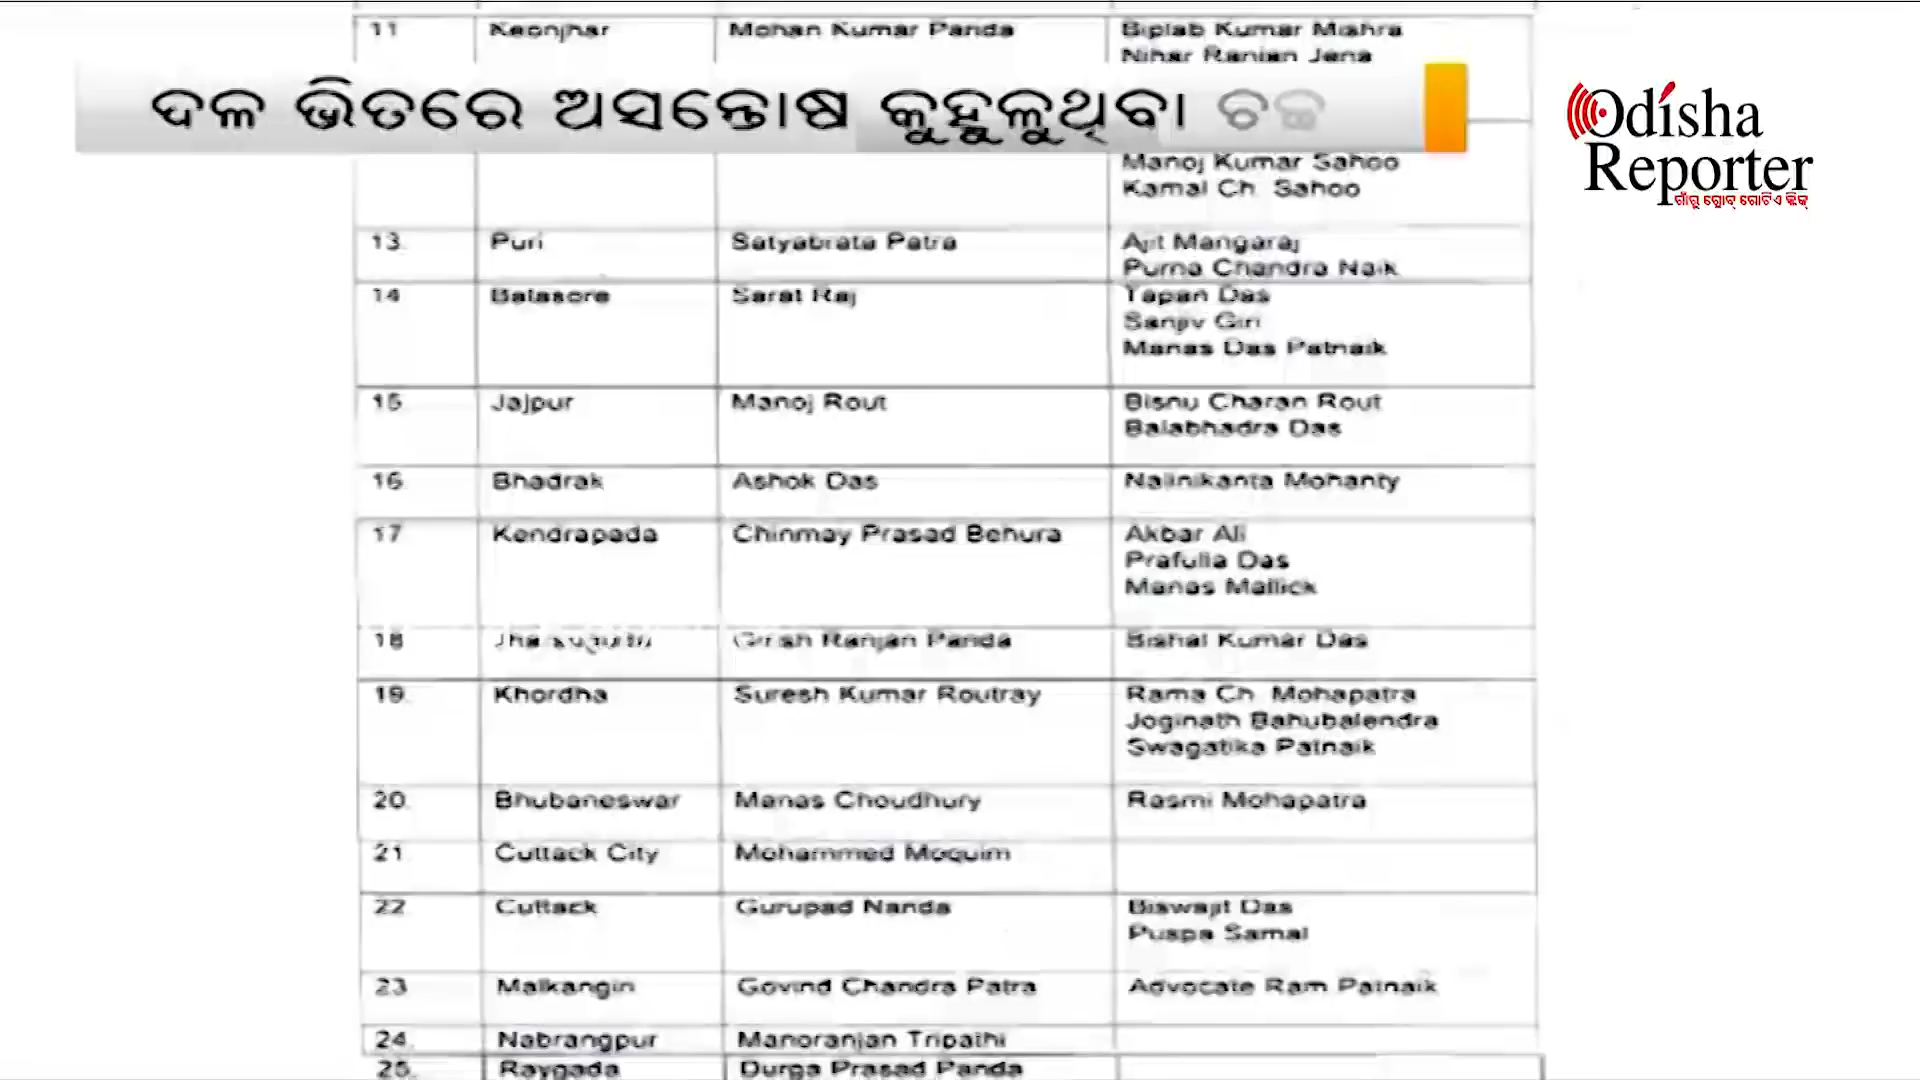 11 Keonjhar Mohan Kumar Panda Biplab Kumar Mishra
Nihar Ranjan Jena
ଦଳ ଭିତରେ ଅସନ୍ତୋଷ କୁହୁଳୁଥିବା
Odisha
Reporter
ଗାଁରୁ ଗ୍ଲୋବ୍ ଗୋଟିଏ କ୍ଲିକ୍
Manoj Kumar Sahoo
Kamal Ch. Sahoo
13. Puri Satyabrata Patra Ajit Mangaraj
Purna Chandra Naik
14 Balasore Sarat Raj Tapan Das
Sanjiv Giri
Manas Das Patnaik
15. Jajpur Manoj Rout Bisnu Charan Rout
Balabhadra Das
16 Bhadrak Ashok Das Nalinikanta Mohanty
17 Kendrapada Chinmay Prasad Behura Akbar Ali
Prafulla Das
Manas Mallick
18 Girish Ranjan Panda Bishal Kumar Das
19. Khordha Suresh Kumar Routray Rama Ch. Mohapatra
Joginath Bahubalendra
Swagatika Patnaik
20. Bhubaneswar Manas Choudhury Rasmi Mohapatra
21 Cuttack City Mohammed Moquim
22 Cuttack Gurupad Nanda Biswajit Das
Puspa Samal
23 Malkangiri Govind Chandra Patra Advocate Ram Patnaik
24. Nabrangpur Manoranjan Tripathi
25. Raygada Durga Prasad Panda